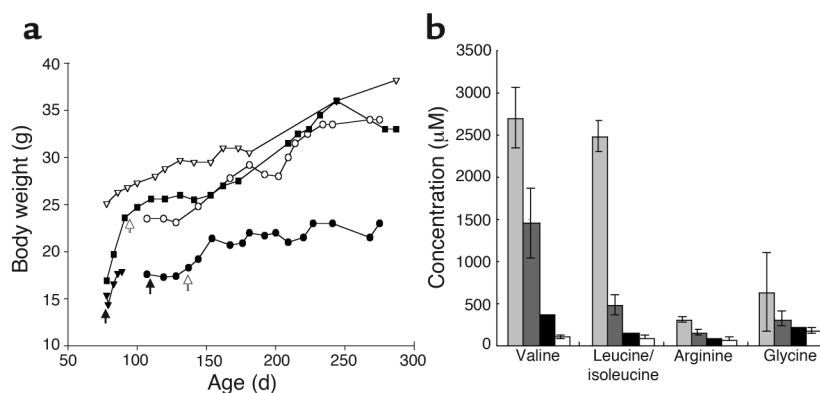 a
Body weight (g)
40
35
30
25
20
15
10
50
100
150
200
250
300
Age (d)
b
Concentration (μM)
3500
3000
2500
2000
1500
1000
500
0
Valine
Leucine/
isoleucine
Arginine
Glycine